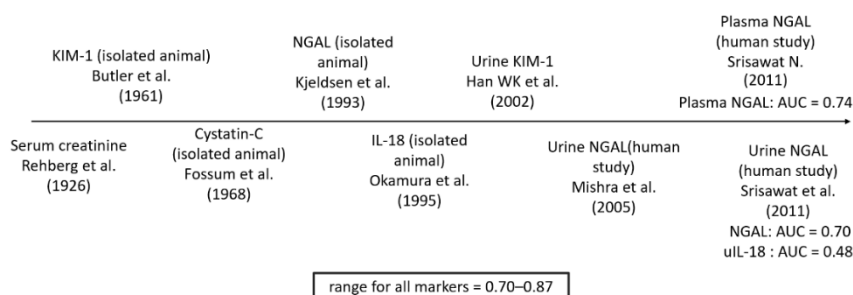 KIM-1 (isolated animal)
Butler et al.
(1961)
NGAL (isolated
animal)
Kjeldsen et al.
(1993)
Urine KIM-1
Han WK et al.
(2002)
Plasma NGAL
(human study)
Srisawat N.
(2011)
Plasma NGAL: AUC = 0.74
Serum creatinine
Rehberg et al.
(1926)
Cystatin-C
(isolated animal)
Fossum et al.
(1968)
IL-18 (isolated
animal)
Okamura et al.
(1995)
Urine NGAL(human
study)
Mishra et al.
(2005)
Urine NGAL
(human study)
Srisawat et al.
(2011)
NGAL: AUC = 0.70
uIL-18 : AUC = 0.48
range for all markers = 0.70–0.87